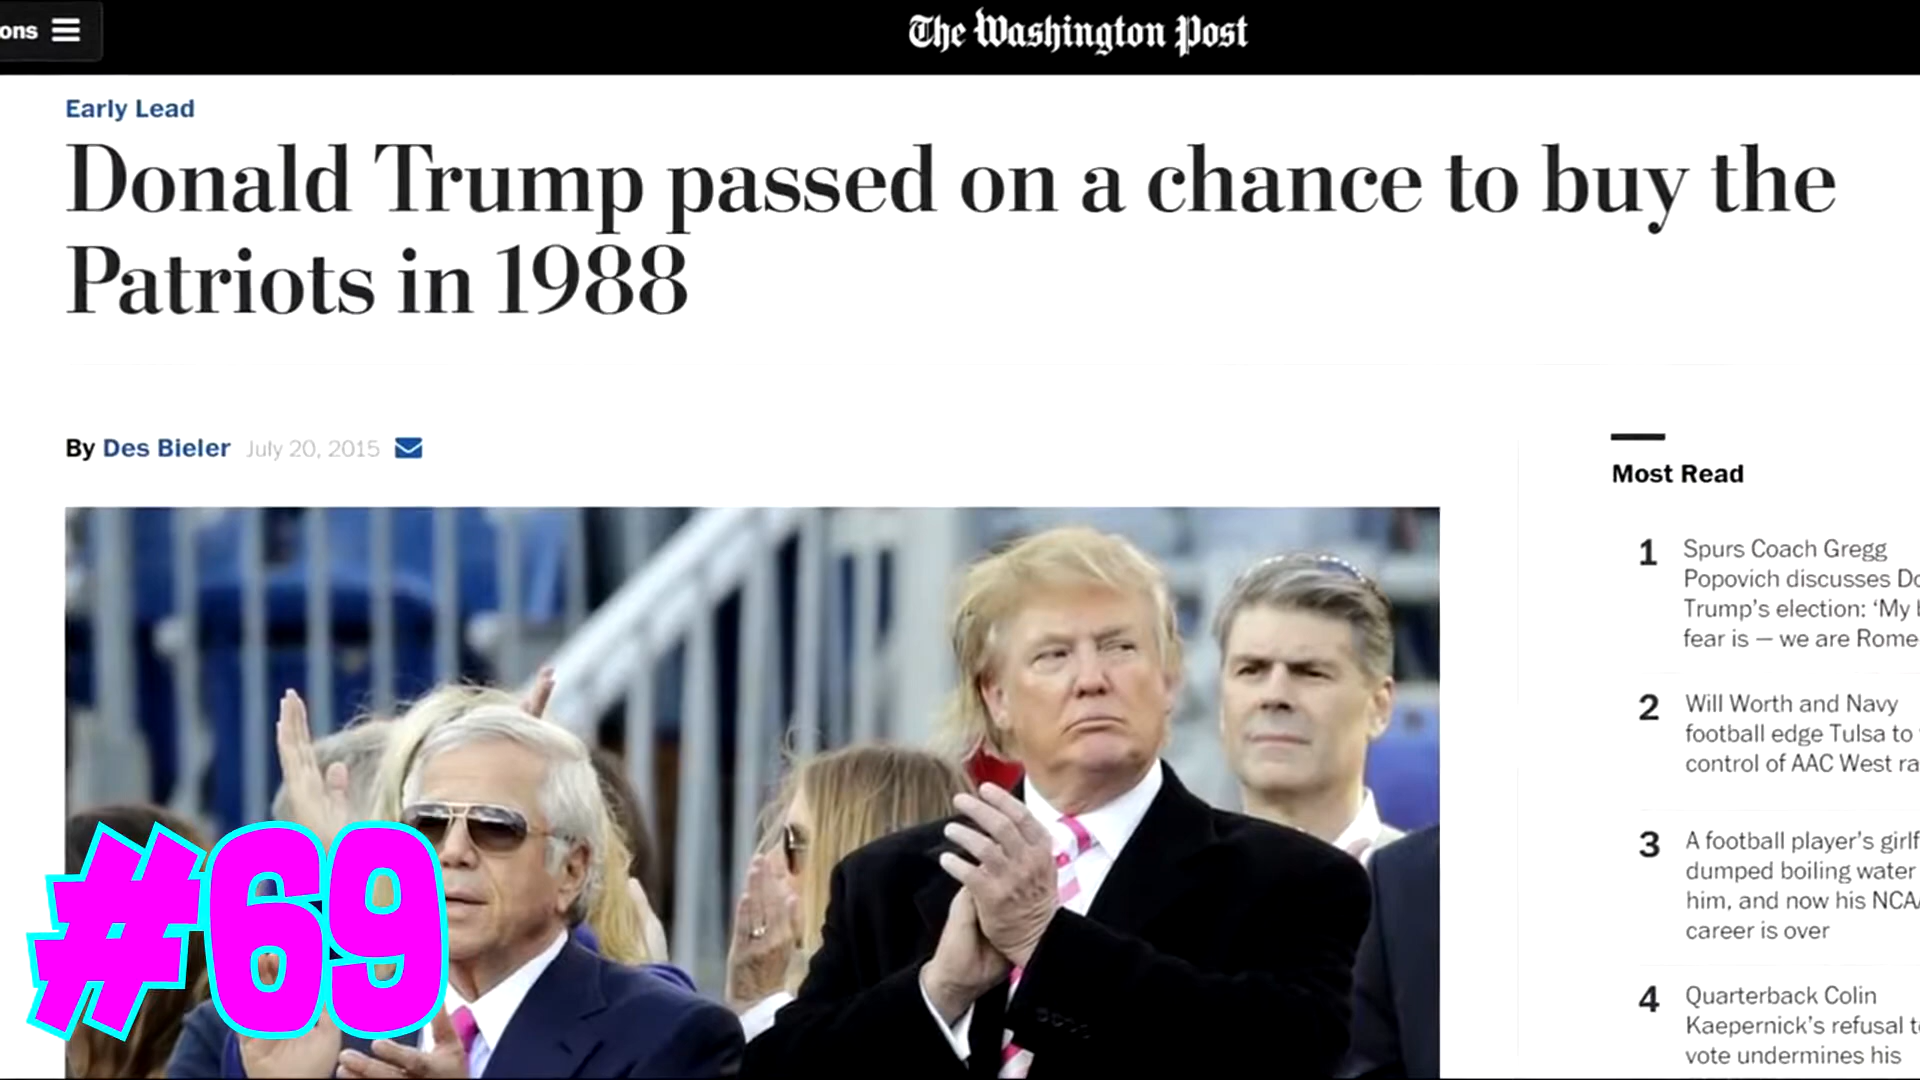 ons
The Washington Post
Early Lead
Donald Trump passed on a chance to buy the
Patriots in 1988
By Des Bieler July 20, 2015
Most Read
1 Spurs Coach Gregg
Popovich discusses
Trump's election: 'My
fear is — we are Rome
2 Will Worth and Navy
football edge Tulsa to
control of AAC West
3 A football player's
dumped boiling water
him, and now his
career is over
4 Quarterback Colin
Kaepernick's refusal
vote undermines his
#69